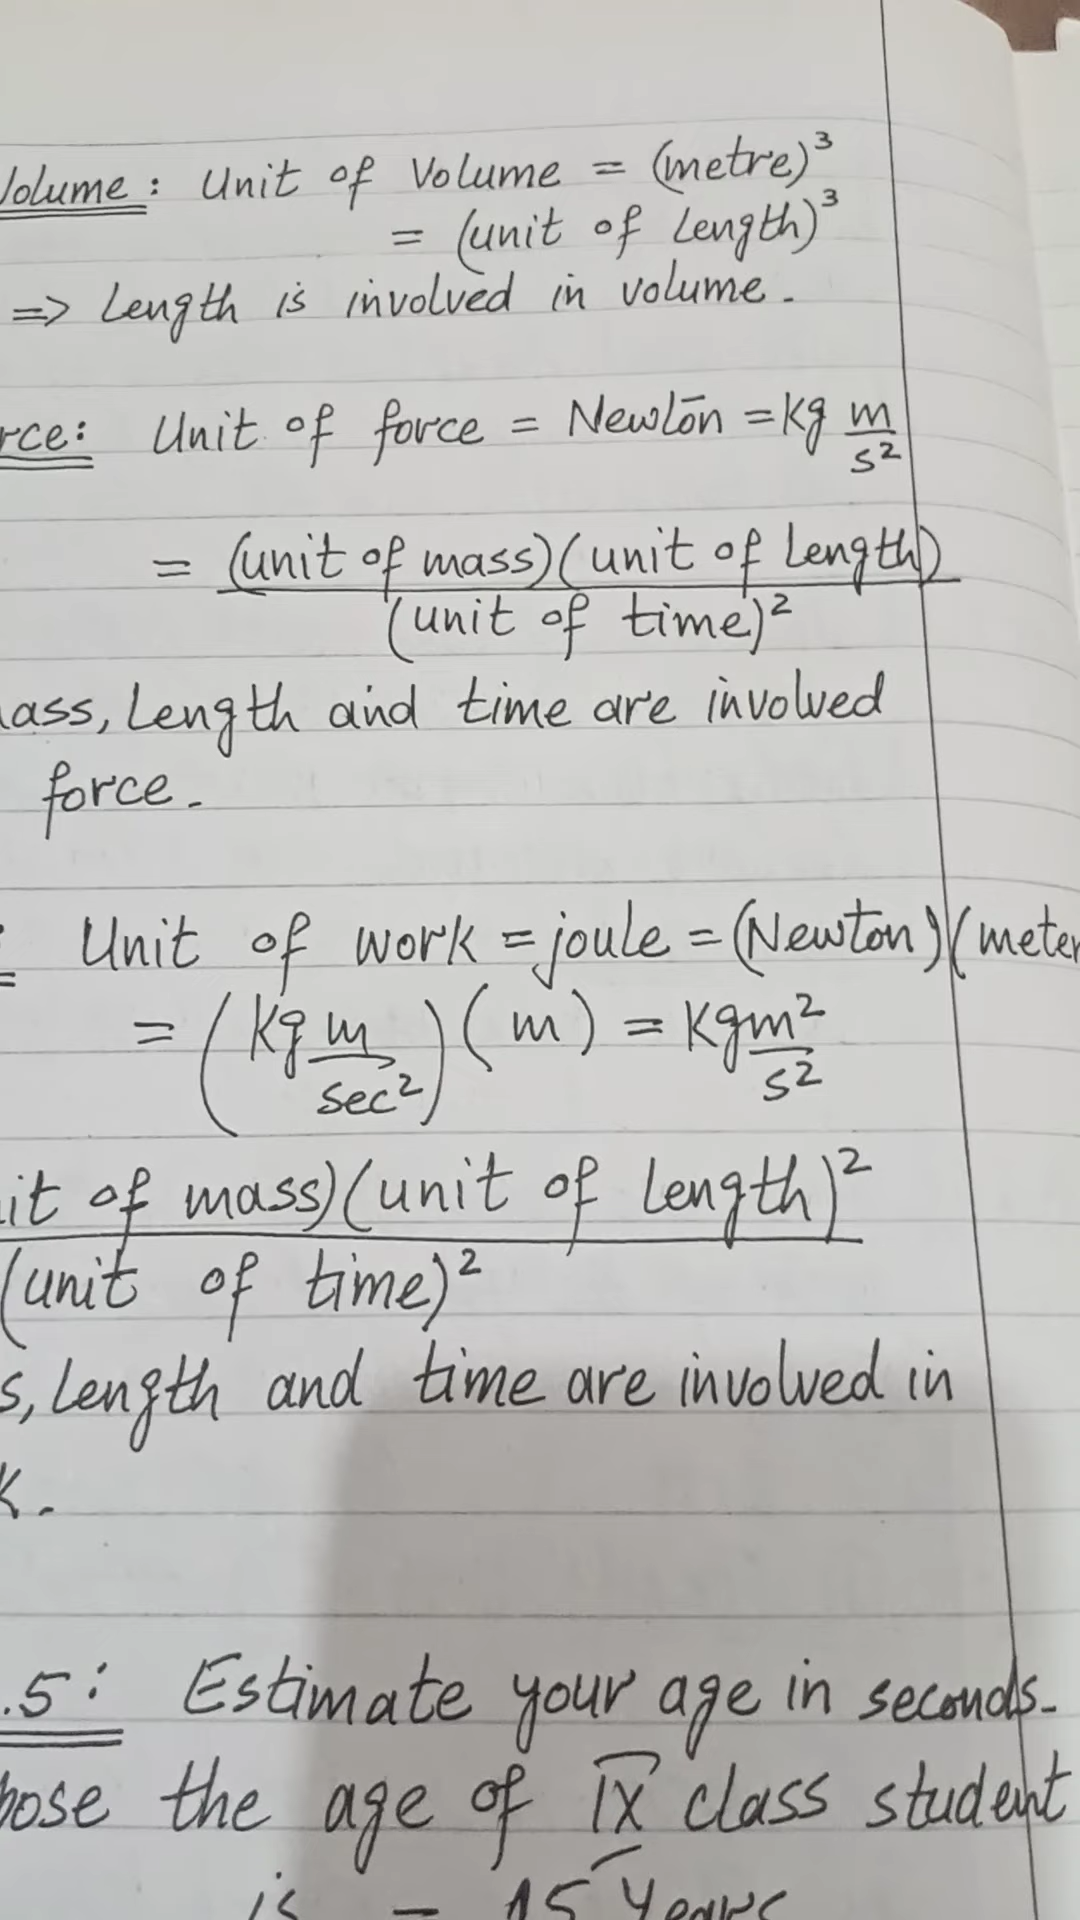 Volume: Unit of Volume = (metre)³
= (unit of Length)³
=> Length is involved in volume.
rce: Unit of force = Newton = Kg m/s²
= (unit of mass)(unit of Length)
(unit of time)²
ass, Length and time are involved
force.
: Unit of work = joule = (Newton)(meter
= (Kg m/sec²)(m) = Kg m²/s²
it of mass)(unit of Length)²
(unit of time)²
s, Length and time are involved in
K.
.5: Estimate your age in seconds.
pose the age of IX class student
is = 15 Years